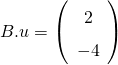 B.u = ( 2
-4 )